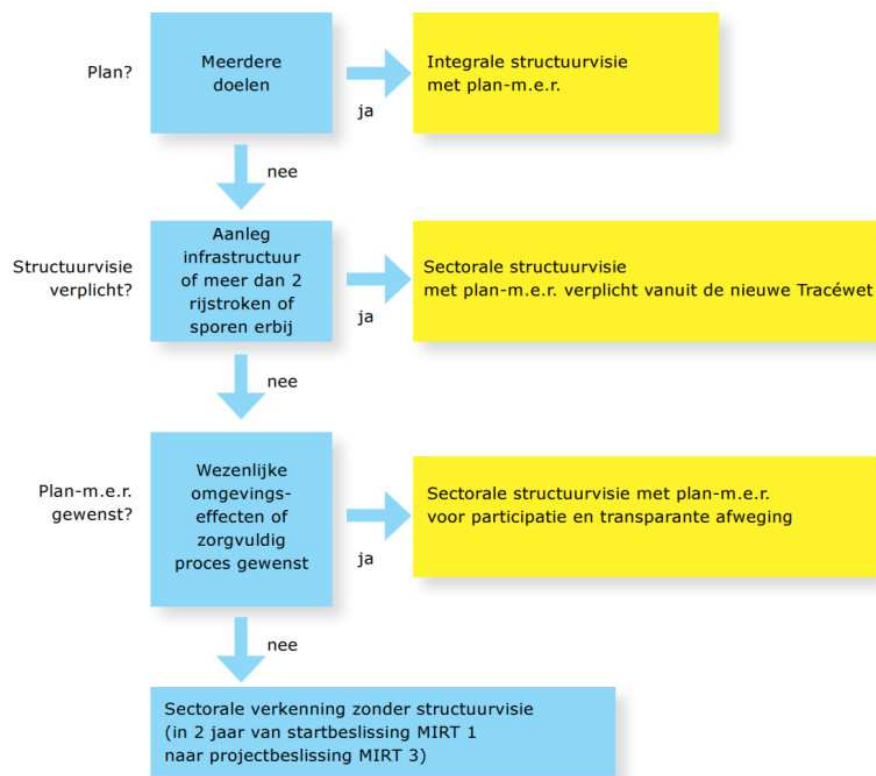 Plan?
Meerdere
doelen
ja
Integrale structuurvisie
met plan-m.e.r.
nee
Structuurvisie
verplicht?
Aanleg
infrastructuur
of meer dan 2
rijstroken of
sporen erbij
ja
Sectorale structuurvisie
met plan-m.e.r. verplicht vanuit de nieuwe Tracéwet
nee
Plan-m.e.r.
gewenst?
Wezenlijke
omgevings-
effecten of
zorgvuldig
proces gewenst
ja
Sectorale structuurvisie met plan-m.e.r.
voor participatie en transparante afweging
nee
Sectorale verkenning zonder structuurvisie
(in 2 jaar van startbeslissing MIRT 1
naar projectbeslissing MIRT 3)